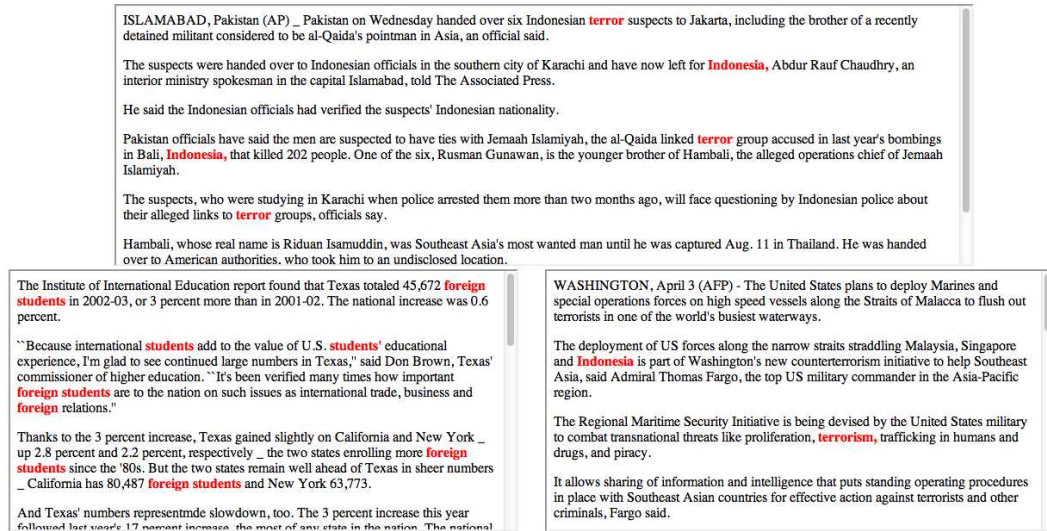 ISLAMABAD, Pakistan (AP) _ Pakistan on Wednesday handed over six Indonesian terror suspects to Jakarta, including the brother of a recently
detained militant considered to be al-Qaida's pointman in Asia, an official said.
The suspects were handed over to Indonesian officials in the southern city of Karachi and have now left for Indonesia, Abdur Rauf Chaudhry, an
interior ministry spokesman in the capital Islamabad, told The Associated Press.
He said the Indonesian officials had verified the suspects' Indonesian nationality.
Pakistan officials have said the men are suspected to have ties with Jemaah Islamiyah, the al-Qaida linked terror group accused in last year's bombings
in Bali, Indonesia, that killed 202 people. One of the six, Rusman Gunawan, is the younger brother of Hambali, the alleged operations chief of Jemaah
Islamiyah.
The suspects, who were studying in Karachi when police arrested them more than two months ago, will face questioning by Indonesian police about
their alleged links to terror groups, officials say.
Hambali, whose real name is Riduan Isamuddin, was Southeast Asia's most wanted man until he was captured Aug. 11 in Thailand. He was handed
over to American authorities, who took him to an undisclosed location.
The Institute of International Education report found that Texas totaled 45,672 foreign
students in 2002-03, or 3 percent more than in 2001-02. The national increase was 0.6
percent.
``Because international students add to the value of U.S. students' educational
experience, I'm glad to see continued large numbers in Texas,'' said Don Brown, Texas'
commissioner of higher education. ``It's been verified many times how important
foreign students are to the nation on such issues as international trade, business and
foreign relations.''
Thanks to the 3 percent increase, Texas gained slightly on California and New York _
up 2.8 percent and 2.2 percent, respectively _ the two states enrolling more foreign
students since the '80s. But the two states remain well ahead of Texas in sheer numbers
_ California has 80,487 foreign students and New York 63,773.
And Texas' numbers representmde slowdown, too. The 3 percent increase this year
followed last year's 17 percent increase, the most of any state in the nation. The national
WASHINGTON, April 3 (AFP) - The United States plans to deploy Marines and
special operations forces on high speed vessels along the Straits of Malacca to flush out
terrorists in one of the world's busiest waterways.
The deployment of US forces along the narrow straits straddling Malaysia, Singapore
and Indonesia is part of Washington's new counterterrorism initiative to help Southeast
Asia, said Admiral Thomas Fargo, the top US military commander in the Asia-Pacific
region.
The Regional Maritime Security Initiative is being devised by the United States military
to combat transnational threats like proliferation, terrorism, trafficking in humans and
drugs, and piracy.
It allows sharing of information and intelligence that puts standing operating procedures
in place with Southeast Asian countries for effective action against terrorists and other
criminals, Fargo said.